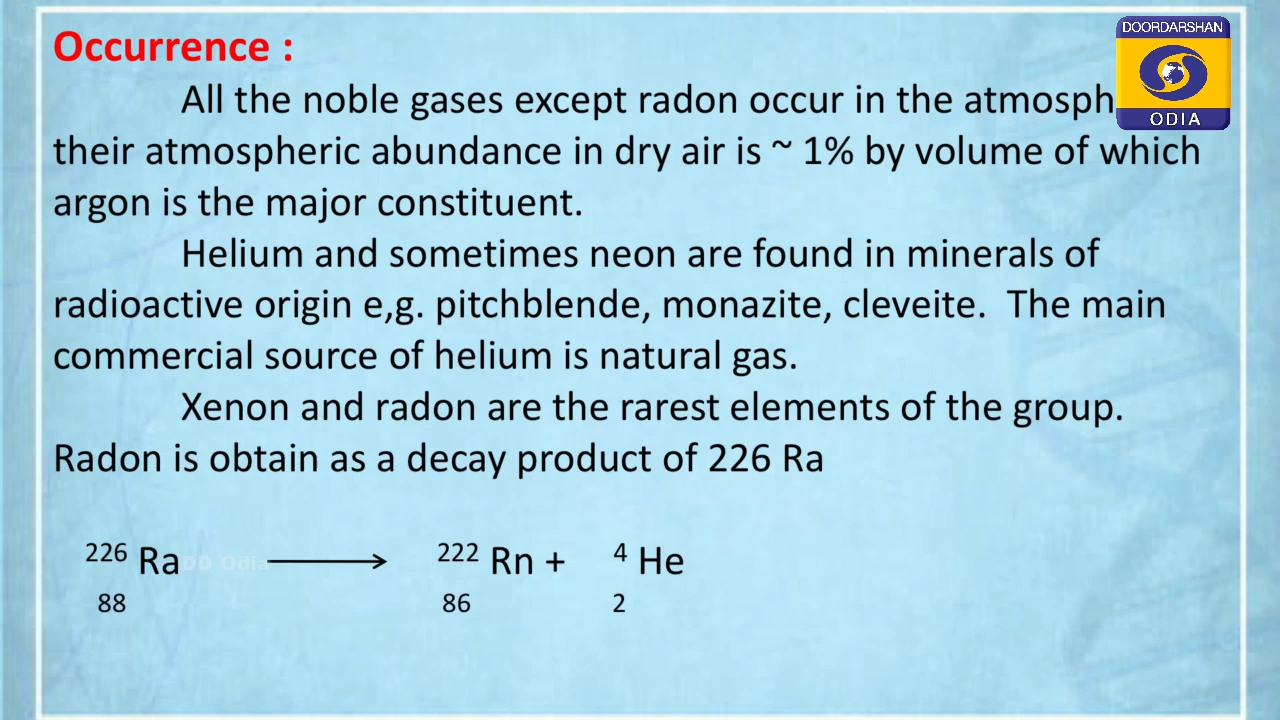 Occurrence :
DOORDARSHAN
ODIA
All the noble gases except radon occur in the atmosph
their atmospheric abundance in dry air is ~ 1% by volume of which
argon is the major constituent.
Helium and sometimes neon are found in minerals of
radioactive origin e,g. pitchblende, monazite, cleveite. The main
commercial source of helium is natural gas.
Xenon and radon are the rarest elements of the group.
Radon is obtain as a decay product of 226 Ra
226 Ra 222 Rn + 4 He
DD Odia
88 86 2